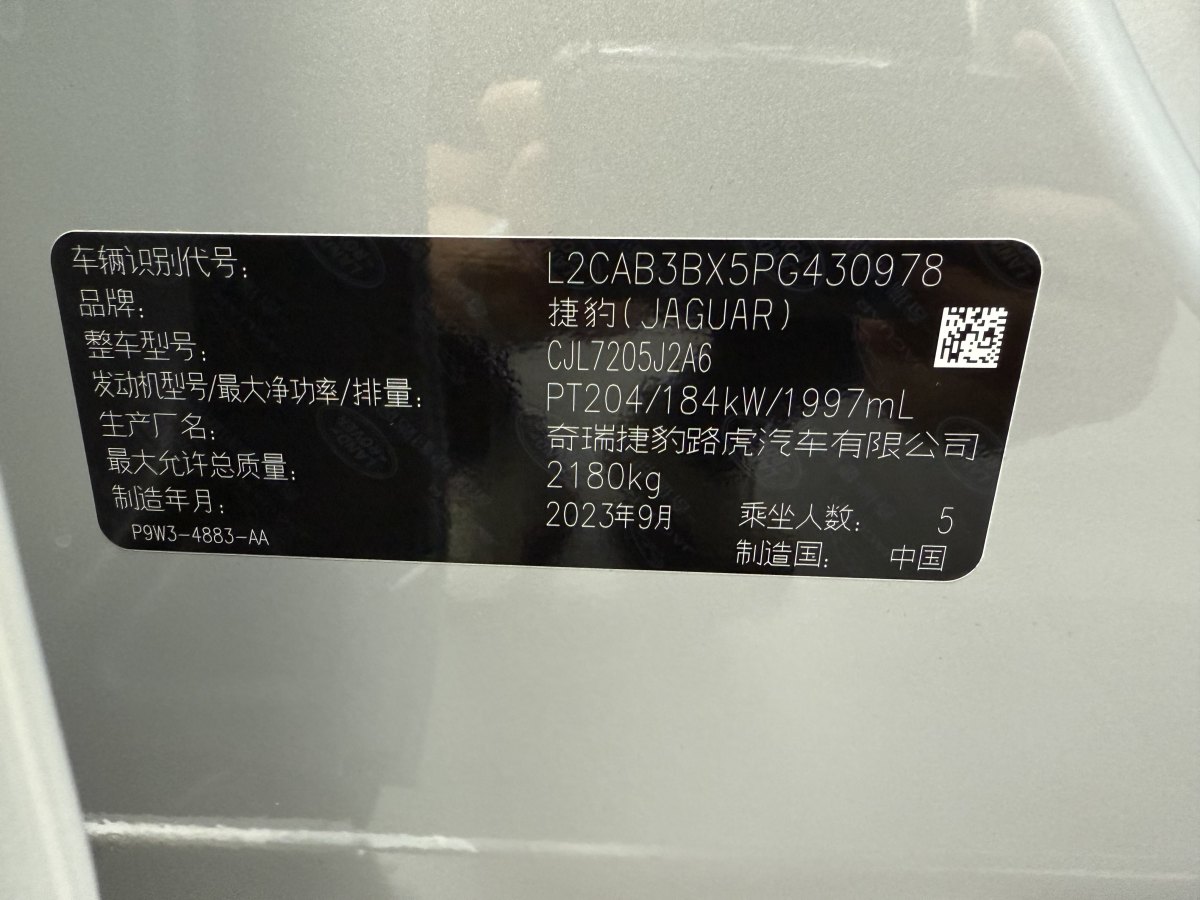 车辆识别代号: L2CAB3BX5PG430978
品牌: 捷豹(JAGUAR)
整车型号: CJL7205J2A6
发动机型号/最大净功率/排量: PT204/184kW/1997mL
生产厂名: 奇瑞捷豹路虎汽车有限公司
最大允许总质量: 2180kg
制造年月: 2023年9月 乘坐人数: 5
P9W3-4883-AA 制造国: 中国